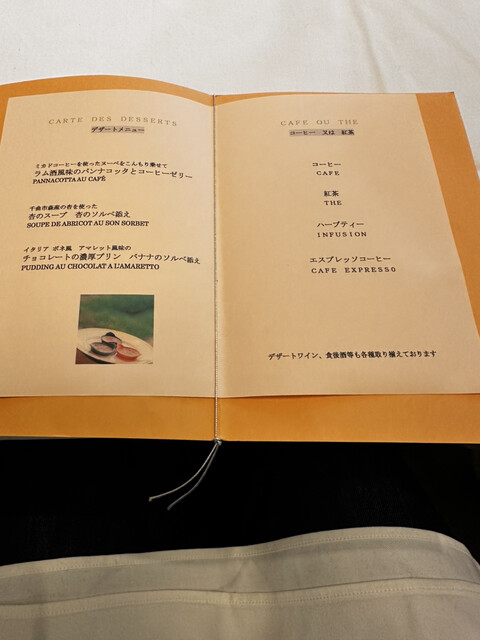 CARTE DES DESSERTS
デザートメニュー
ミカドコーヒーを使ったヌーベをこんもり乗せて
ラム酒風味のパンナコッタとコーヒーゼリー
PANNACOTTA AU CAFÉ
千曲市森産の杏を使った
杏のスープ 杏のソルベ添え
SOUPE DE ABRICOT AU SON SORBET
イタリア ボネ風 アマレット風味の
チョコレートの濃厚プリン バナナのソルベ添え
PUDDING AU CHOCOLAT A L'AMARETTO
CAFE OU THE
コーヒー 又は 紅茶
コーヒー
CAFE
紅茶
THE
ハーブティー
INFUSION
エスプレッソコーヒー
CAFE EXPRESSO
デザートワイン、食後酒等も各種取り揃えております